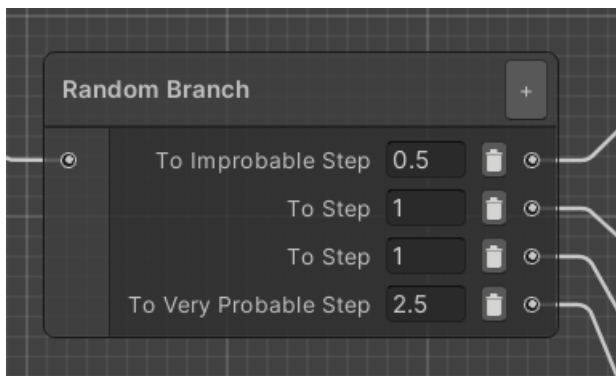 Random Branch +
To Improbable Step 0.5
To Step 1
To Step 1
To Very Probable Step 2.5